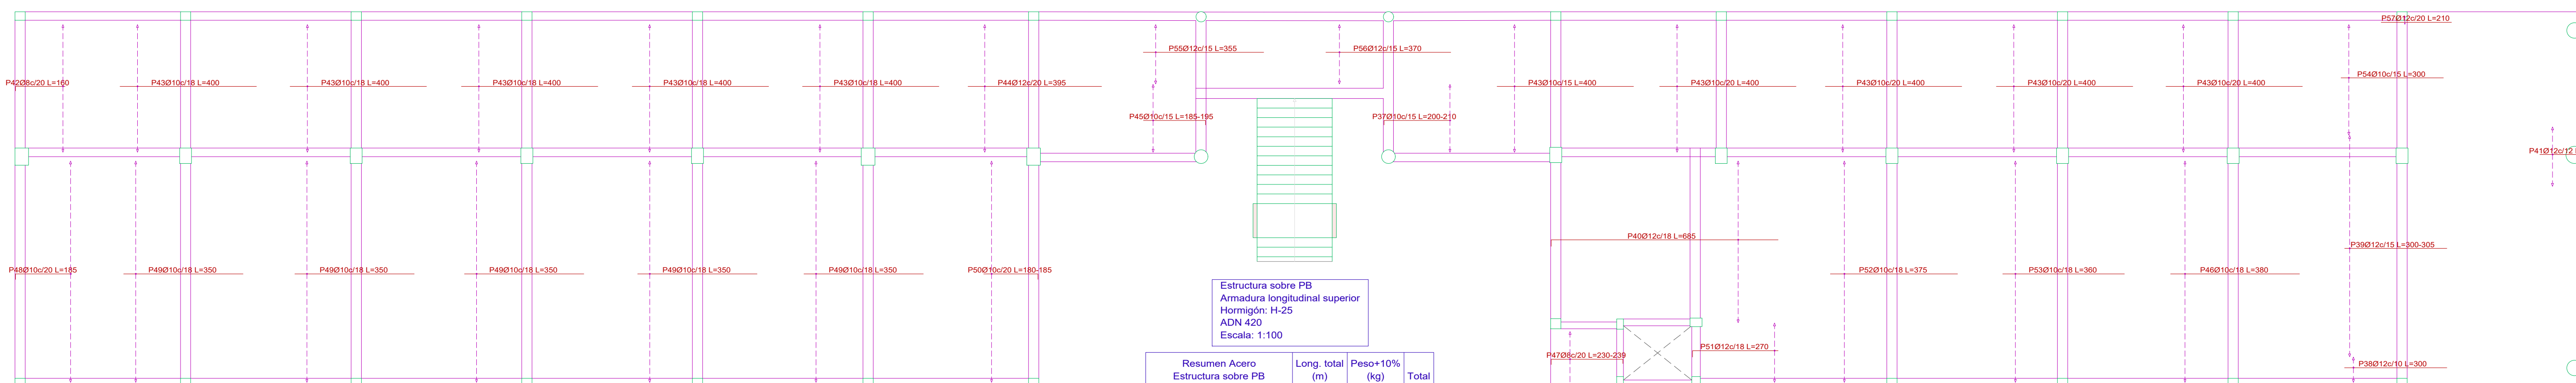 P57Ø12c/20 L=210
P55Ø12c/15 L=355
P56Ø12c/15 L=370
P42Ø8c/20 L=160
P43Ø10c/18 L=400
P43Ø10c/18 L=400
P43Ø10c/18 L=400
P43Ø10c/18 L=400
P43Ø10c/18 L=400
P44Ø12c/20 L=395
P43Ø10c/15 L=400
P43Ø10c/20 L=400
P43Ø10c/20 L=400
P43Ø10c/20 L=400
P43Ø10c/20 L=400
P54Ø10c/15 L=300
P45Ø10c/15 L=185-195
P37Ø10c/15 L=200-210
P41Ø12c/12
P40Ø12c/18 L=685
P39Ø12c/15 L=300-305
P48Ø10c/20 L=185
P49Ø10c/18 L=350
P49Ø10c/18 L=350
P49Ø10c/18 L=350
P49Ø10c/18 L=350
P49Ø10c/18 L=350
P50Ø10c/20 L=180-185
P52Ø10c/18 L=375
P53Ø10c/18 L=360
P46Ø10c/18 L=380
Estructura sobre PB
Armadura longitudinal superior
Hormigón: H-25
ADN 420
Escala: 1:100
P47Ø8c/20 L=230-239
P51Ø12c/18 L=270
P38Ø12c/10 L=300
Resumen Acero
Estructura sobre PB
Long. total
(m)
Peso+10%
(kg)
Total